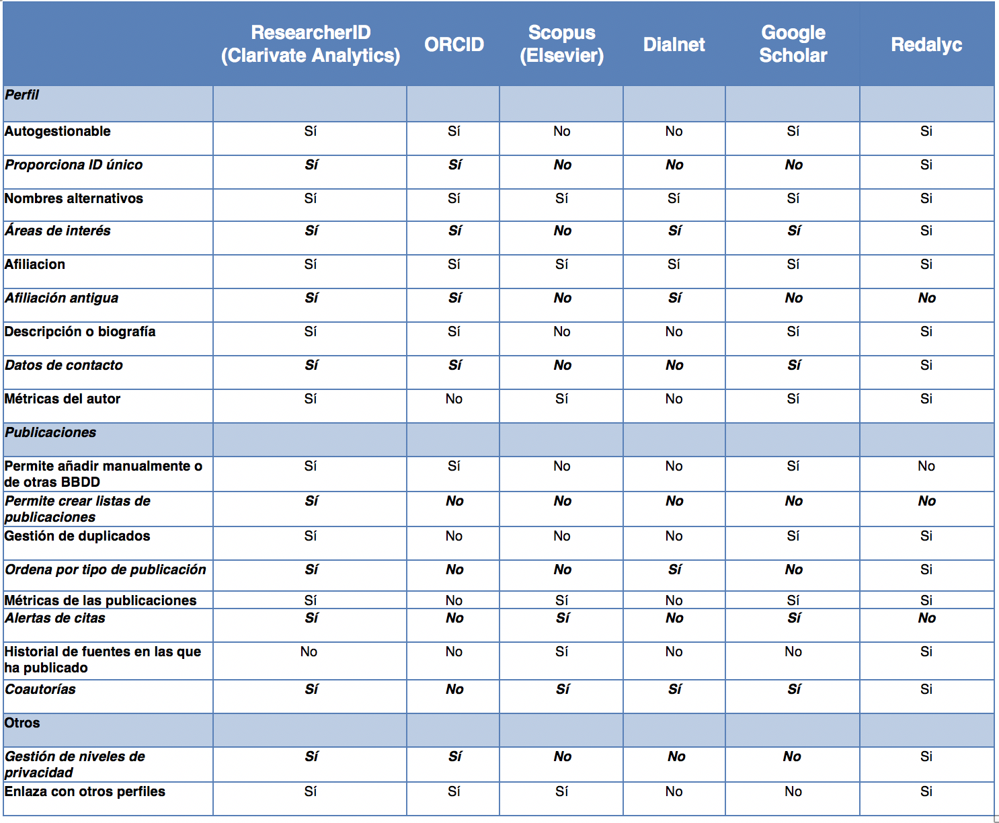 ResearcherID (Clarivate Analytics) ORCID Scopus (Elsevier) Dialnet Google Scholar Redalyc
Perfil
Autogestionable Sí Sí No No Sí Si
Proporciona ID único Sí Sí No No No Si
Nombres alternativos Sí Sí Sí Sí Sí Si
Áreas de interés Sí Sí No Sí Sí Si
Afiliacion Sí Sí Sí Sí Sí Si
Afiliación antigua Sí Sí No Sí No No
Descripción o biografía Sí Sí No No Sí Si
Datos de contacto Sí Sí No No Sí Si
Métricas del autor Sí No Sí No Sí Si
Publicaciones
Permite añadir manualmente o de otras BBDD Sí Sí No No Sí No
Permite crear listas de publicaciones Sí No No No No No
Gestión de duplicados Sí No No No Sí Si
Ordena por tipo de publicación Sí No No Sí No Si
Métricas de las publicaciones Sí No Sí No Sí Si
Alertas de citas Sí No Sí No Sí No
Historial de fuentes en las que ha publicado No No Sí No No Si
Coautorías Sí No Sí Sí Sí Si
Otros
Gestión de niveles de privacidad Sí Sí No No No Si
Enlaza con otros perfiles Sí Sí Sí No No Si